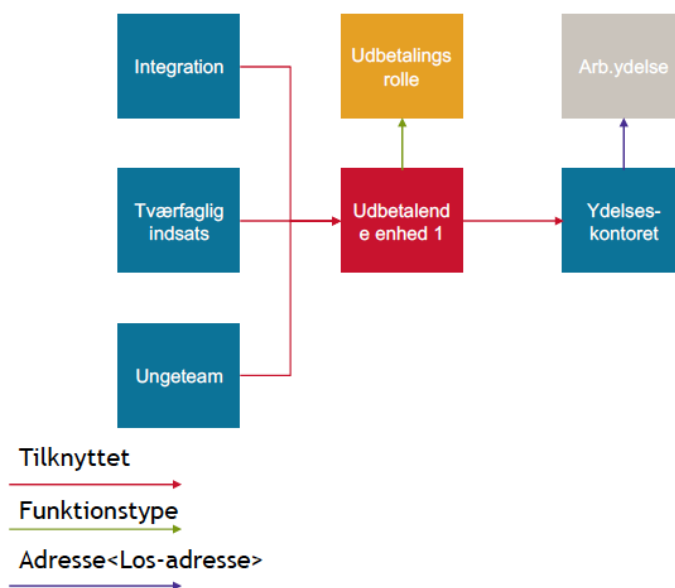 Integration
Udbetalings
rolle
Arb.ydelse
Tværfaglig
indsats
Udbetalend
e enhed 1
Ydelses-
kontoret
Ungeteam
Tilknyttet
Funktionstype
Adresse<Los-adresse>